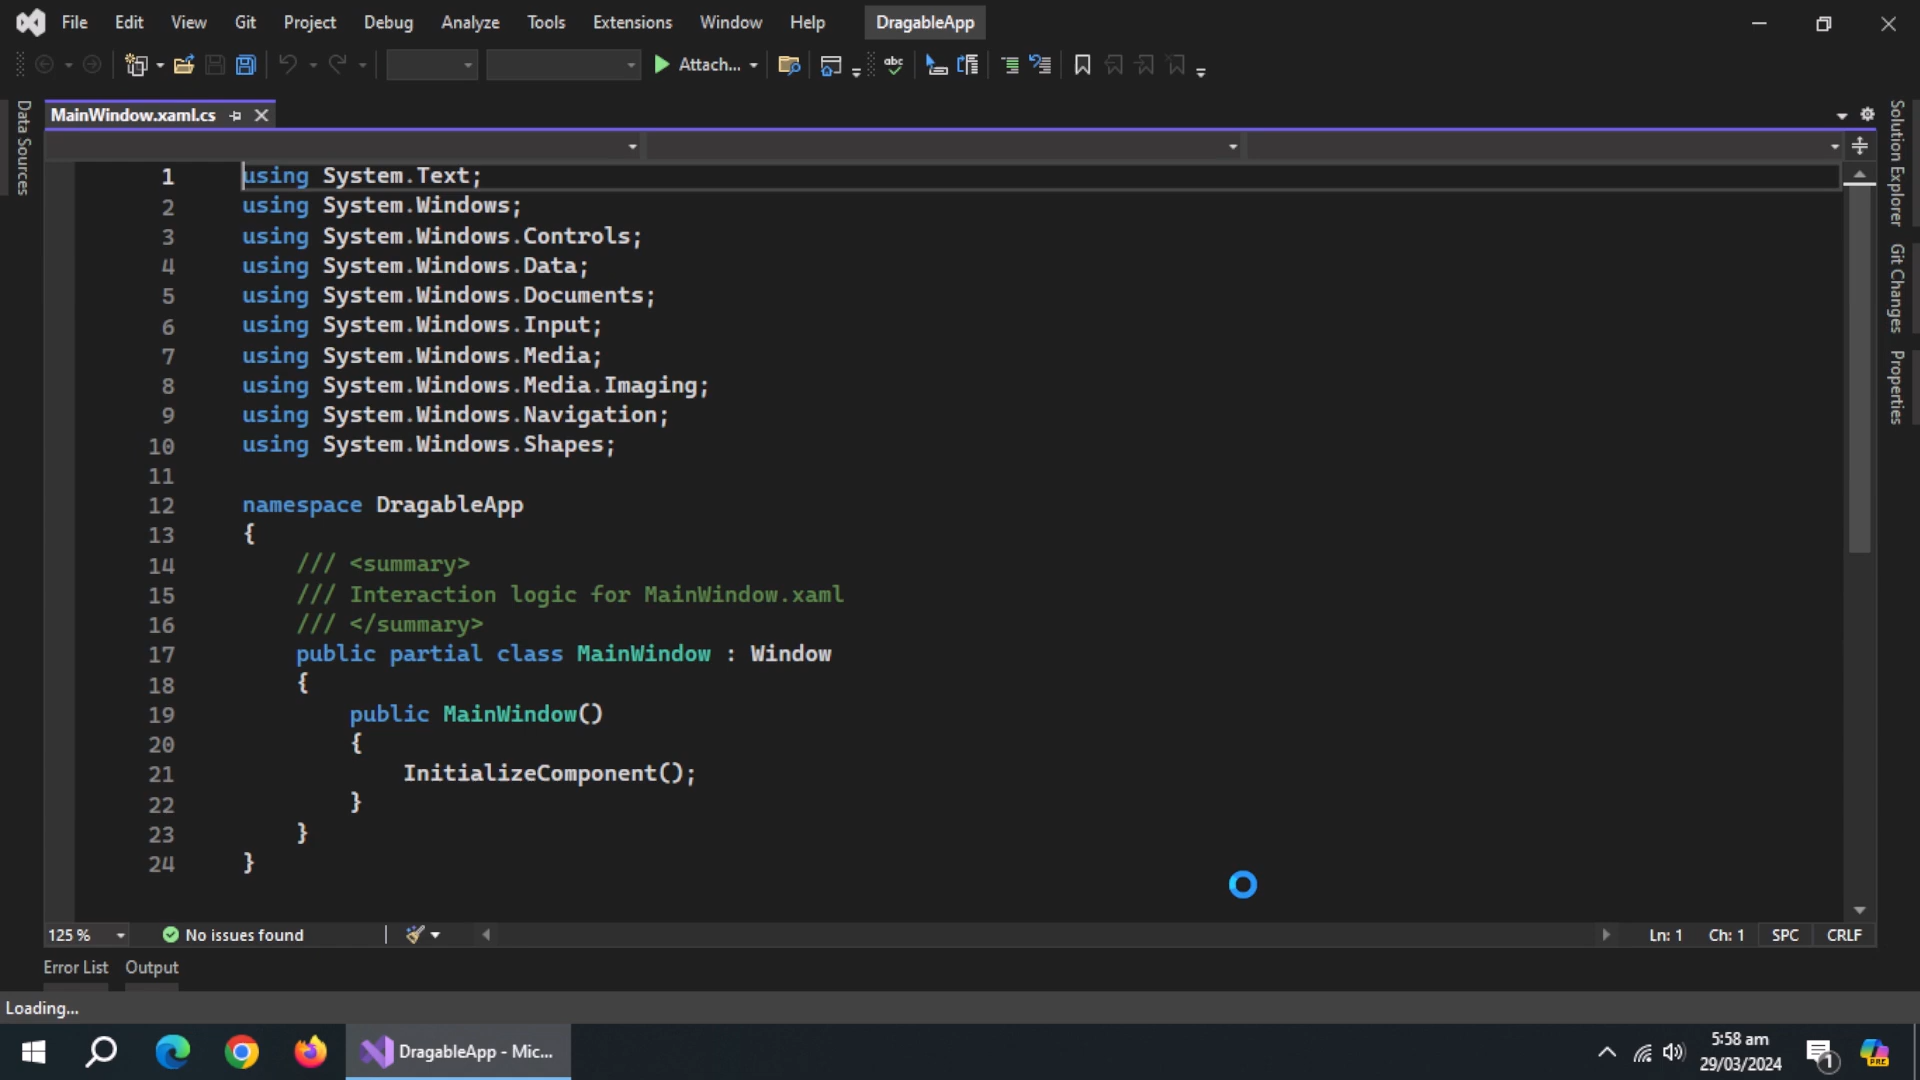 File Edit View Git Project Debug Analyze Tools Extensions Window Help DragableApp
Attach...
abc
MainWindow.xaml.cs
Data Sources
Solution Explorer
Git Changes
Properties
1 using System.Text;
2 using System.Windows;
3 using System.Windows.Controls;
4 using System.Windows.Data;
5 using System.Windows.Documents;
6 using System.Windows.Input;
7 using System.Windows.Media;
8 using System.Windows.Media.Imaging;
9 using System.Windows.Navigation;
10 using System.Windows.Shapes;
11
12 namespace DragableApp
13 {
14 /// <summary>
15 /// Interaction logic for MainWindow.xaml
16 /// </summary>
17 public partial class MainWindow : Window
18 {
19 public MainWindow()
20 {
21 InitializeComponent();
22 }
23 }
24 }
125 % No issues found Ln: 1 Ch: 1 SPC CRLF
Error List Output
Loading...
DragableApp - Mic...
5:58 am
29/03/2024
1
PRE